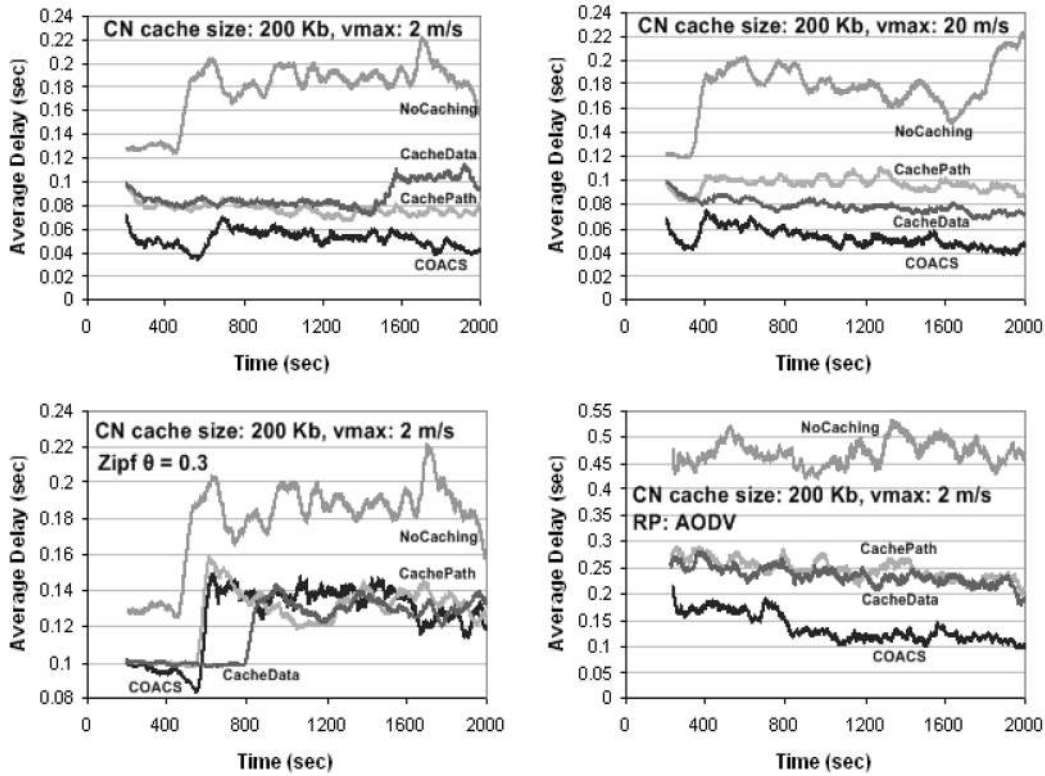 CN cache size: 200 Kb, vmax: 2 m/s
Average Delay (sec)
0.22
0.2
0.18
0.16
0.14
0.12
0.1
0.08
0.06
0.04
0.02
0
NoCaching
CacheData
CachePath
COACS
0 400 800 1200 1600 2000
Time (sec)
CN cache size: 200 Kb, vmax: 20 m/s
Average Delay (sec)
0.22
0.2
0.18
0.16
0.14
0.12
0.1
0.08
0.06
0.04
0.02
0
NoCaching
CachePath
CacheData
COACS
0 400 800 1200 1600 2000
Time (sec)
CN cache size: 200 Kb, vmax: 2 m/s
Zipf θ = 0.3
Average Delay (sec)
0.24
0.22
0.2
0.18
0.16
0.14
0.12
0.1
0.08
NoCaching
CachePath
CacheData
COACS
0 400 800 1200 1600 2000
Time (sec)
Average Delay (sec)
0.55
0.5
0.45
0.4
0.35
0.3
0.25
0.2
0.15
0.1
0.05
0
NoCaching
CN cache size: 200 Kb, vmax: 2 m/s
RP: AODV
CachePath
CacheData
COACS
0 400 800 1200 1600 2000
Time (sec)